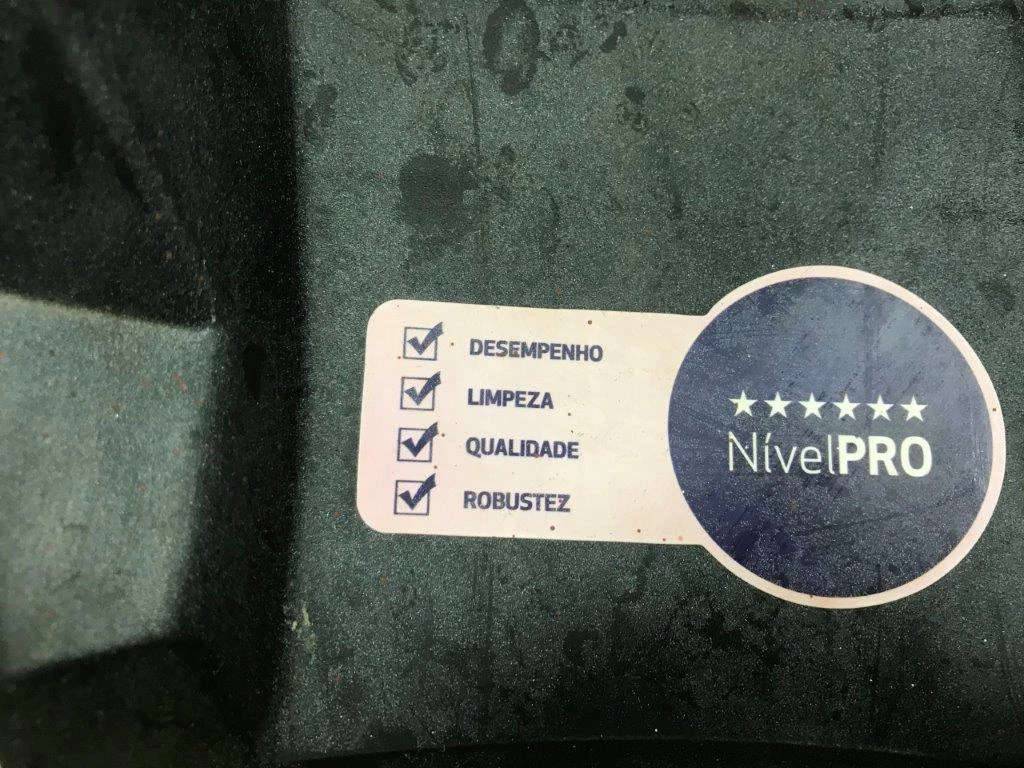 DESEMPENHO
LIMPEZA
QUALIDADE
ROBUSTEZ
NívelPRO